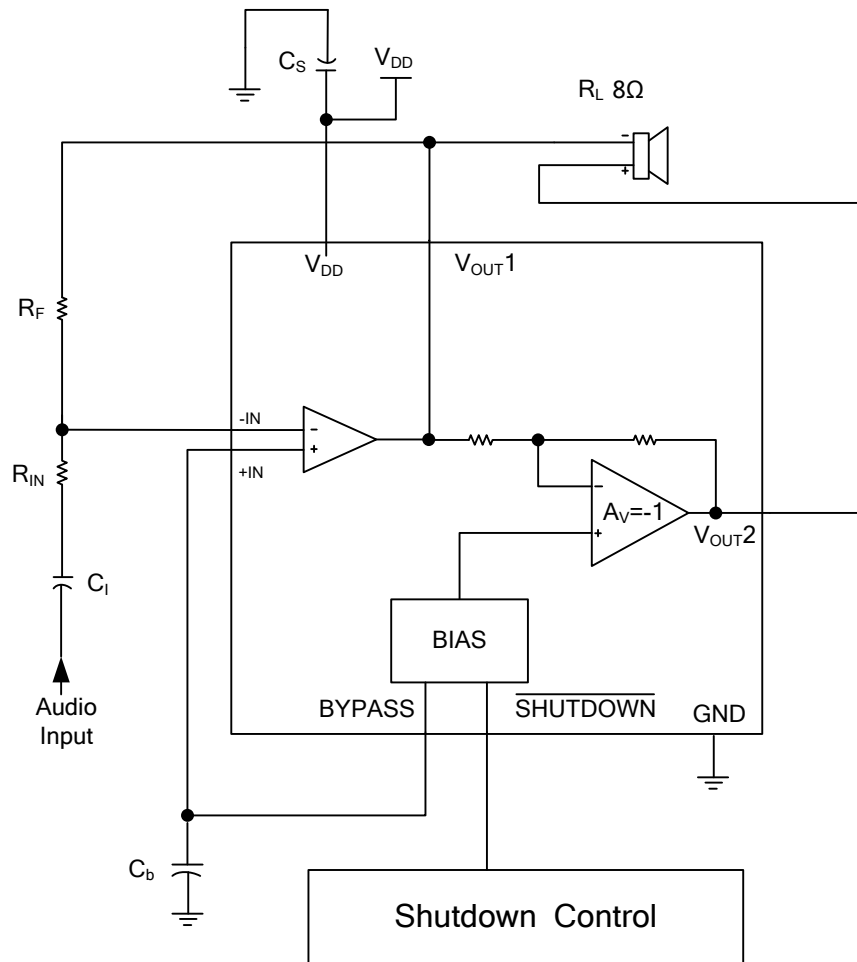 C_S
V_DD
R_L 8Ω
-
+
V_DD
V_OUT1
R_F
-IN
-
+
+IN
R_IN
-
A_V=-1
+
V_OUT2
C_I
BIAS
Audio
Input
BYPASS
SHUTDOWN
GND
C_b
Shutdown Control